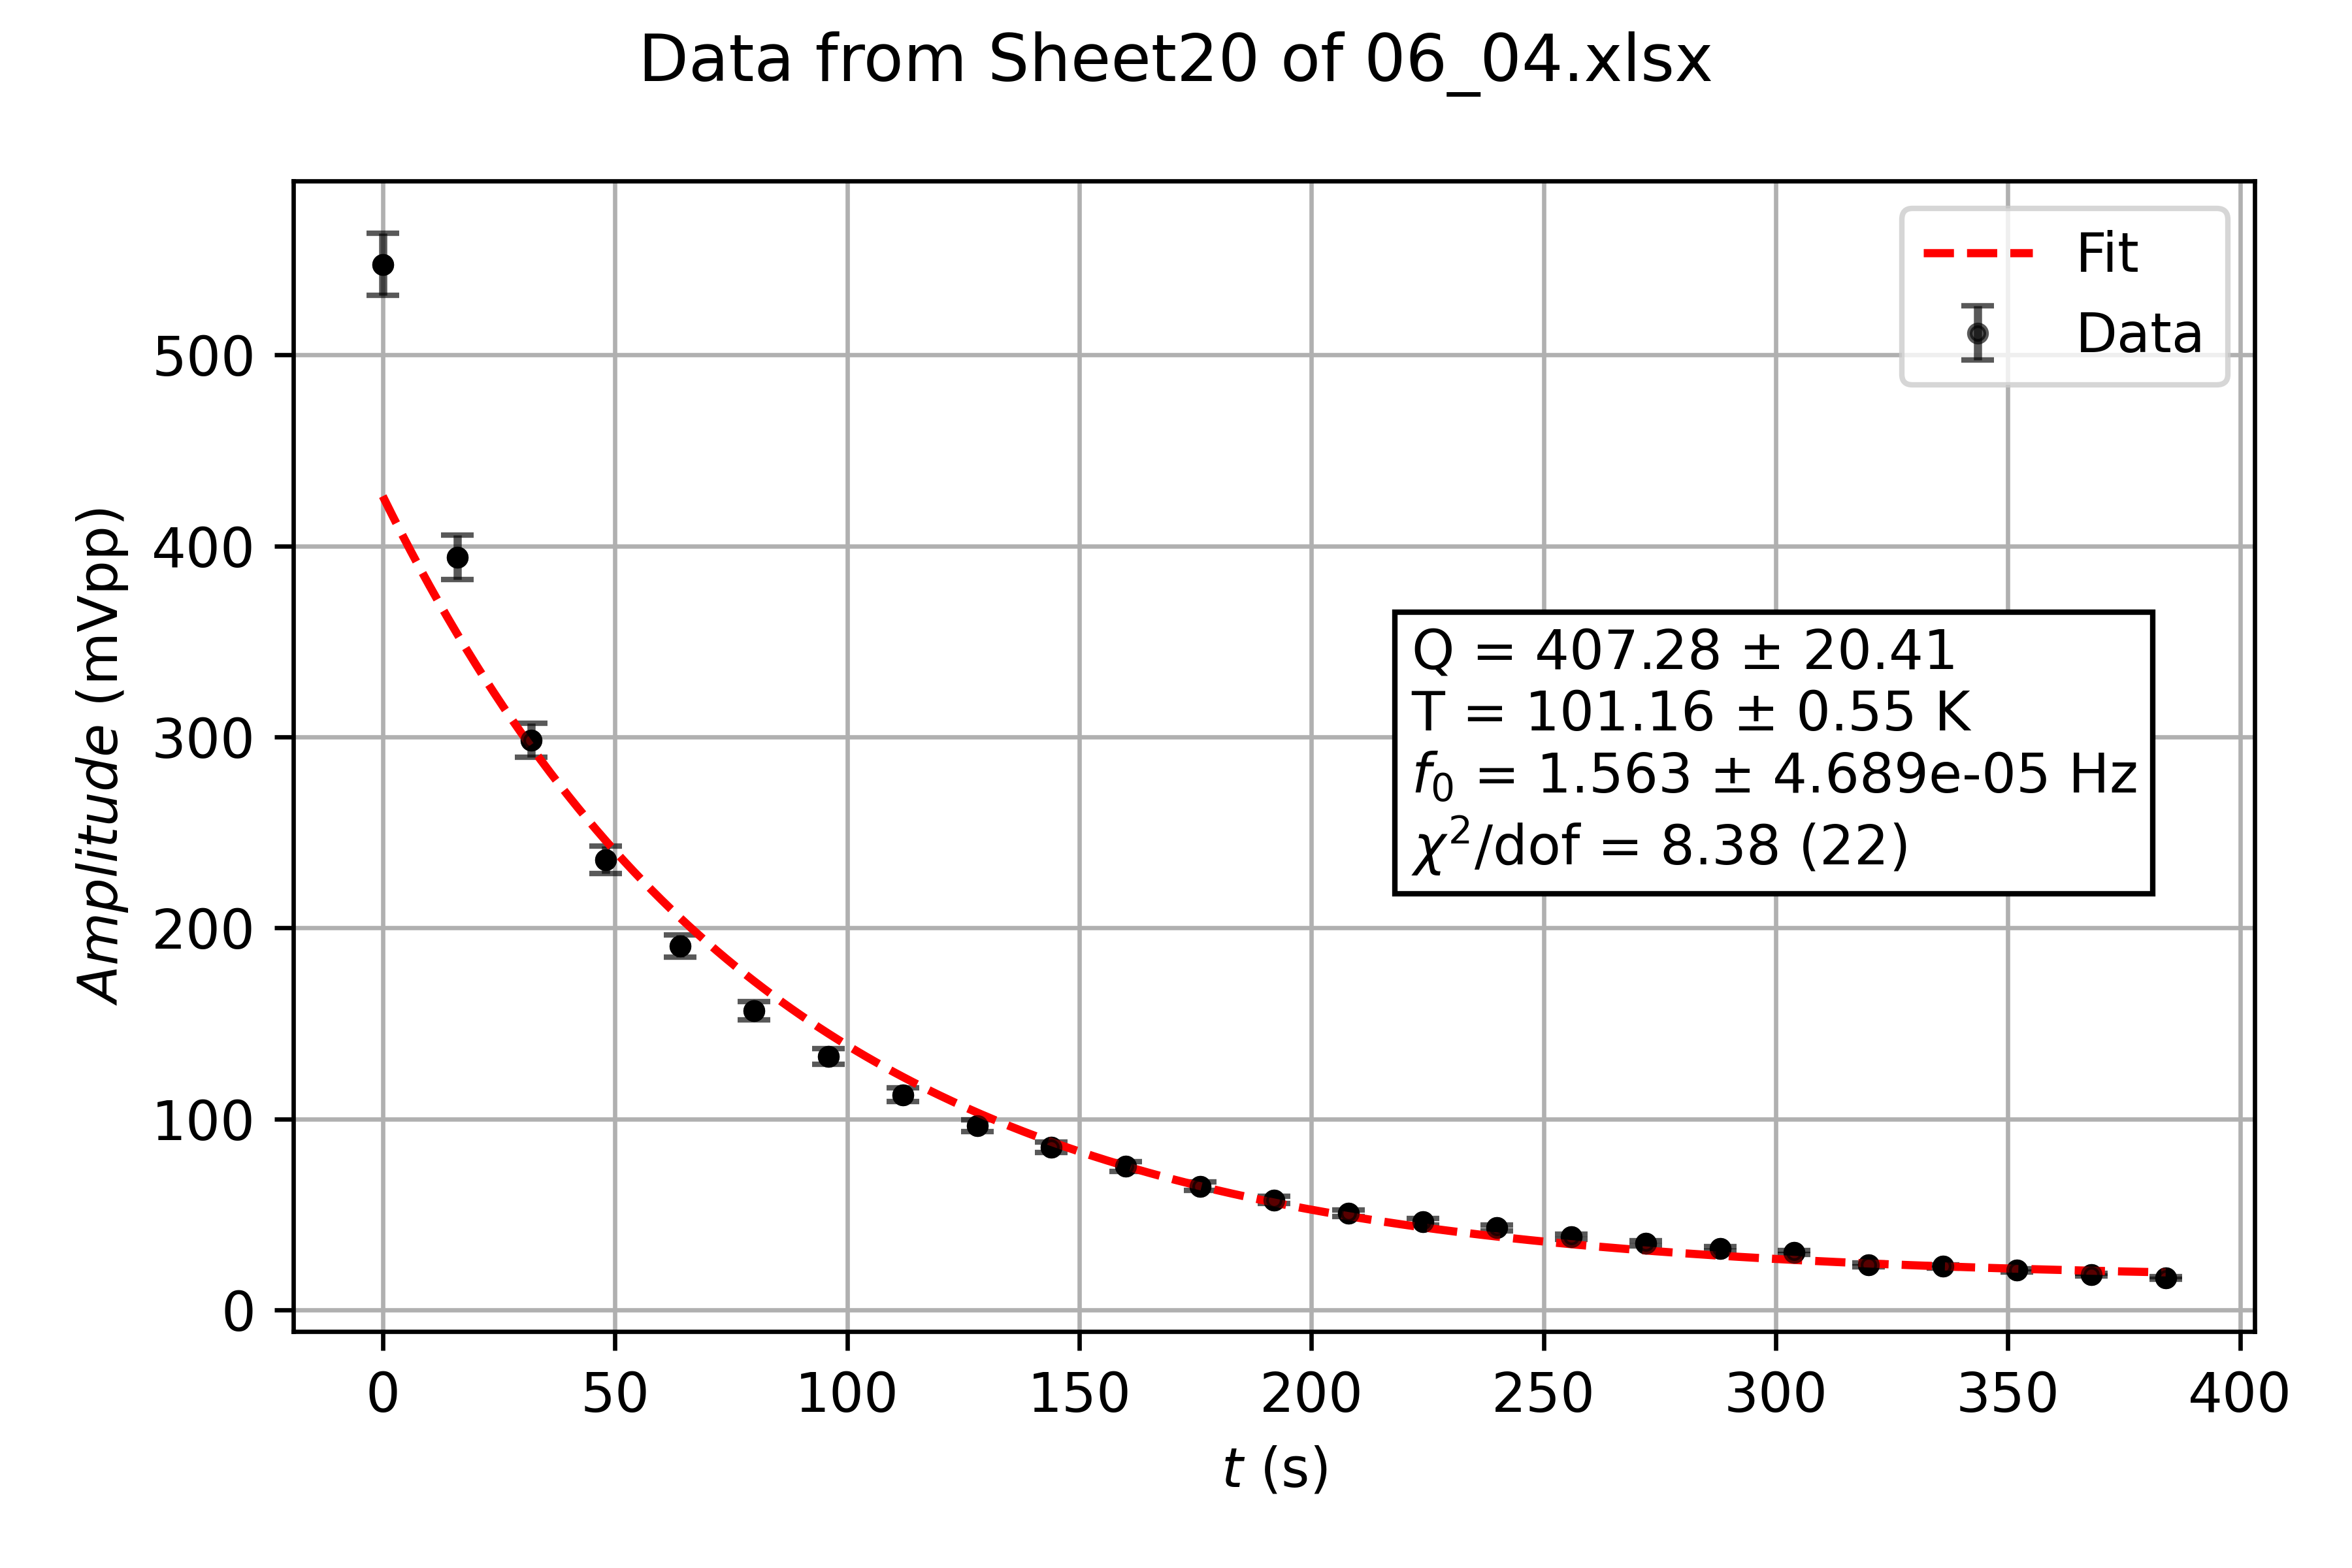 Data from Sheet20 of 06_04.xlsx
Fit
Data
Q = 407.28 ± 20.41
T = 101.16 ± 0.55 K
f₀ = 1.563 ± 4.689e-05 Hz
χ²/dof = 8.38 (22)
Amplitude (mVpp)
500
400
300
200
100
0
0 50 100 150 200 250 300 350 400
t (s)